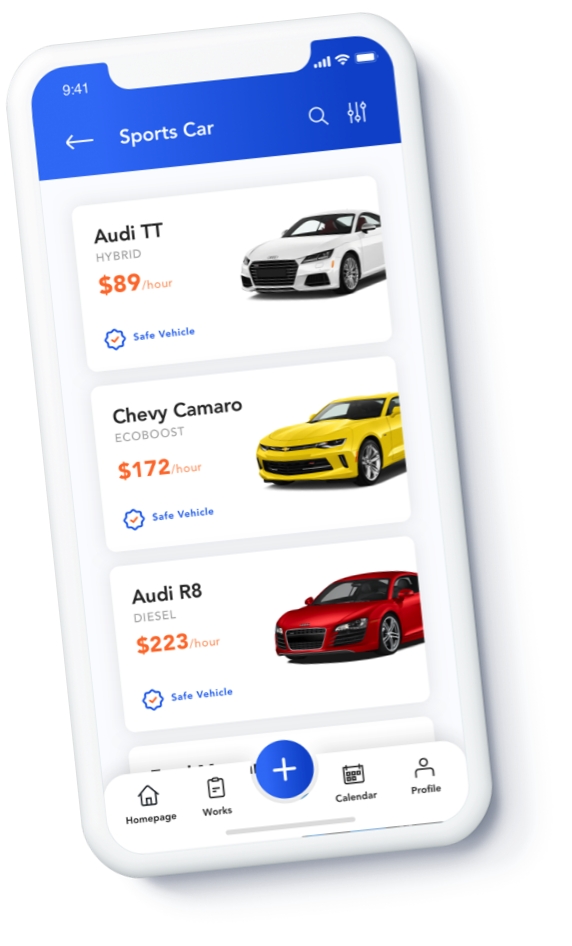 9:41
Sports Car
Audi TT
HYBRID
$89/hour
Safe Vehicle
Chevy Camaro
ECOBOOST
$172/hour
Safe Vehicle
Audi R8
DIESEL
$223/hour
Safe Vehicle
Homepage
Works
Calendar
Profile